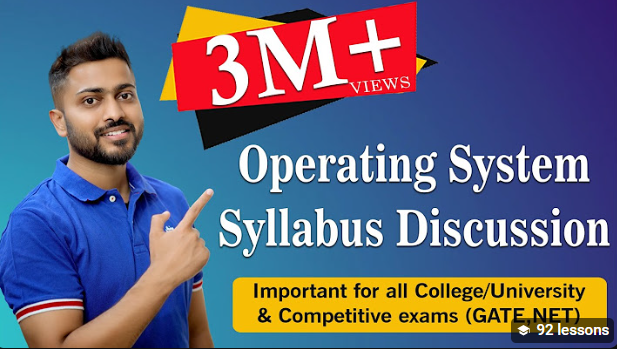 3M+
VIEWS
Operating System
Syllabus Discussion
Important for all College/University
& Competitive exams (GATE,NET)
92 lessons